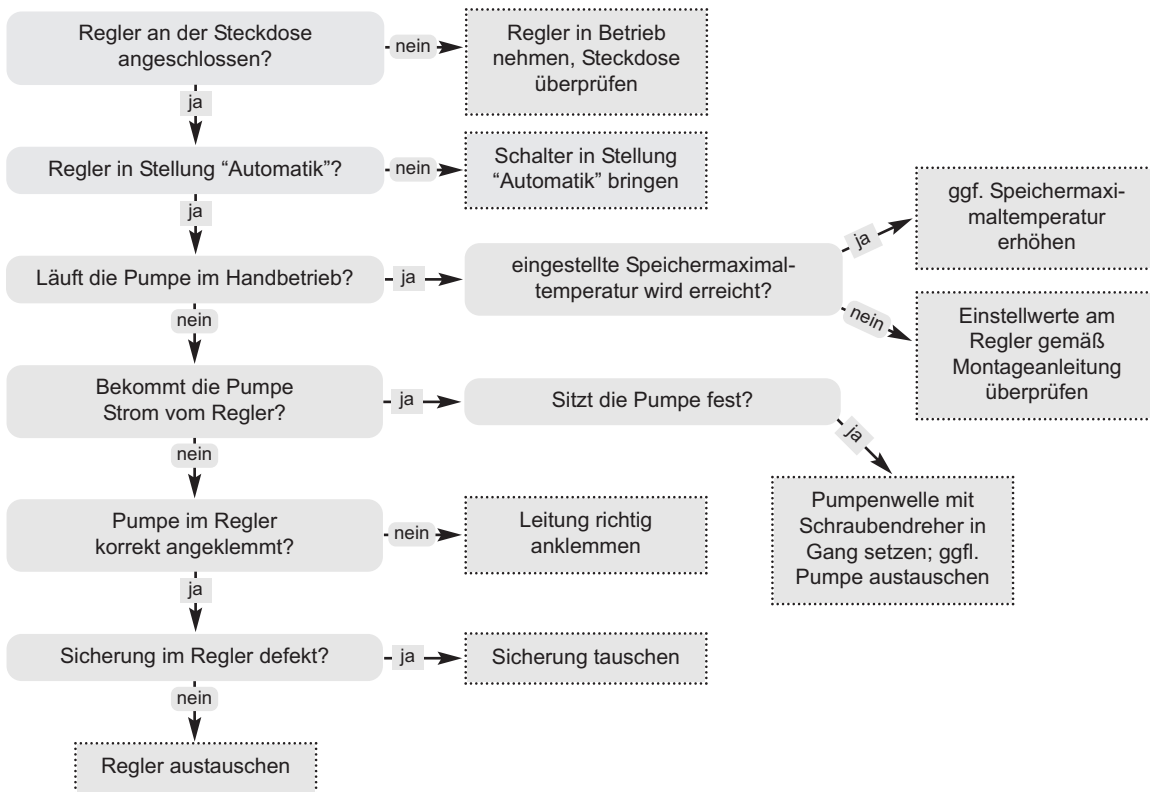 Regler an der Steckdose
angeschlossen?
nein
Regler in Betrieb
nehmen, Steckdose
überprüfen
ja
Regler in Stellung “Automatik”?
nein
Schalter in Stellung
“Automatik” bringen
ja
Läuft die Pumpe im Handbetrieb?
ja
eingestellte Speichermaximal-
temperatur wird erreicht?
ja
ggf. Speichermaxi-
maltemperatur
erhöhen
nein
Einstellwerte am
Regler gemäß
Montageanleitung
überprüfen
nein
Bekommt die Pumpe
Strom vom Regler?
ja
Sitzt die Pumpe fest?
ja
Pumpenwelle mit
Schraubendreher in
Gang setzen; ggfl.
Pumpe austauschen
nein
Pumpe im Regler
korrekt angeklemmt?
nein
Leitung richtig
anklemmen
ja
Sicherung im Regler defekt?
ja
Sicherung tauschen
nein
Regler austauschen